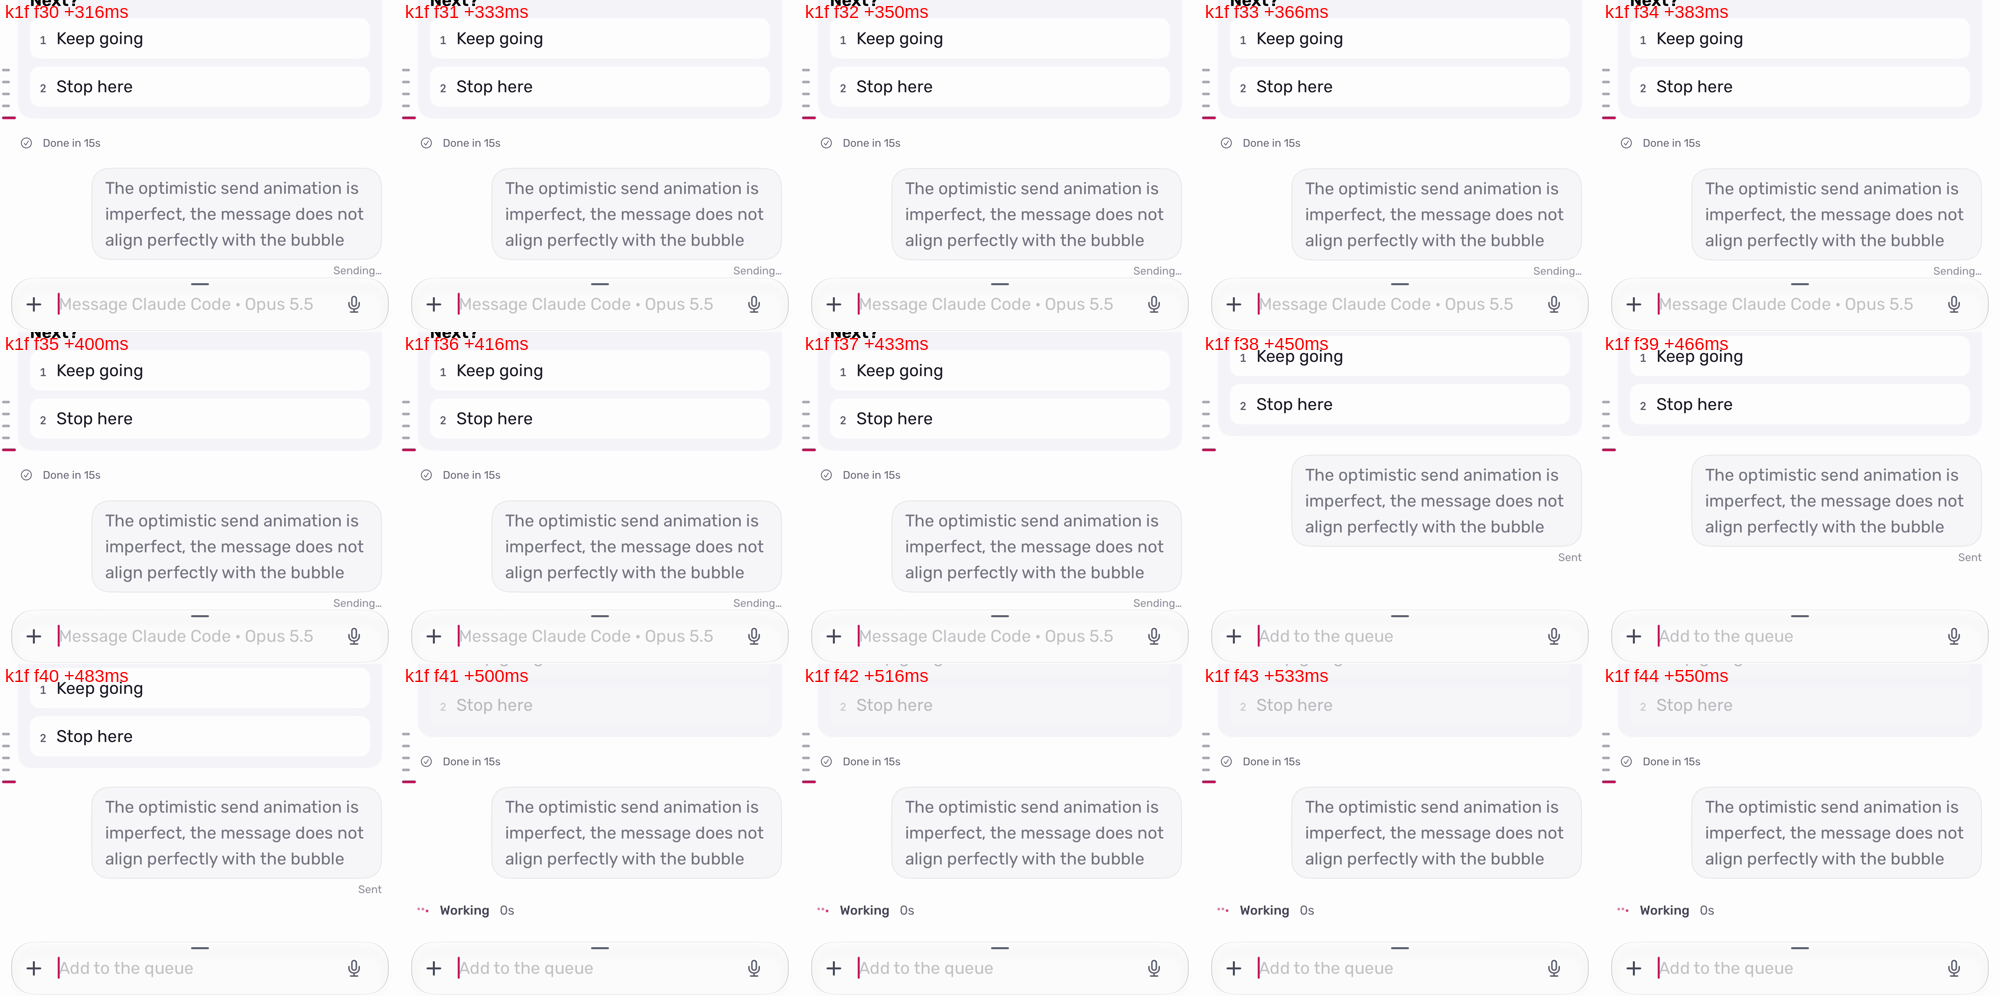 Next? Next? Next? Next? Next?
k1f f30 +316ms k1f f31 +333ms k1f f32 +350ms k1f f33 +366ms k1f f34 +383ms
1 Keep going 1 Keep going 1 Keep going 1 Keep going 1 Keep going
2 Stop here 2 Stop here 2 Stop here 2 Stop here 2 Stop here
Done in 15s Done in 15s Done in 15s Done in 15s Done in 15s
The optimistic send animation is The optimistic send animation is The optimistic send animation is The optimistic send animation is The optimistic send animation is
imperfect, the message does not imperfect, the message does not imperfect, the message does not imperfect, the message does not imperfect, the message does not
align perfectly with the bubble align perfectly with the bubble align perfectly with the bubble align perfectly with the bubble align perfectly with the bubble
Sending… Sending… Sending… Sending… Sending…
Message Claude Code • Opus 5.5 Message Claude Code • Opus 5.5 Message Claude Code • Opus 5.5 Message Claude Code • Opus 5.5 Message Claude Code • Opus 5.5
Next? Next? Next?
k1f f35 +400ms k1f f36 +416ms k1f f37 +433ms k1f f38 +450ms k1f f39 +466ms
1 Keep going 1 Keep going 1 Keep going 1 Keep going 1 Keep going
2 Stop here 2 Stop here 2 Stop here 2 Stop here 2 Stop here
Done in 15s Done in 15s Done in 15s
The optimistic send animation is The optimistic send animation is The optimistic send animation is The optimistic send animation is The optimistic send animation is
imperfect, the message does not imperfect, the message does not imperfect, the message does not imperfect, the message does not imperfect, the message does not
align perfectly with the bubble align perfectly with the bubble align perfectly with the bubble align perfectly with the bubble align perfectly with the bubble
Sending… Sending… Sending… Sent Sent
Message Claude Code • Opus 5.5 Message Claude Code • Opus 5.5 Message Claude Code • Opus 5.5 Add to the queue Add to the queue
k1f f40 +483ms k1f f41 +500ms k1f f42 +516ms k1f f43 +533ms k1f f44 +550ms
1 Keep going
2 Stop here 2 Stop here 2 Stop here 2 Stop here 2 Stop here
Done in 15s Done in 15s Done in 15s Done in 15s
The optimistic send animation is The optimistic send animation is The optimistic send animation is The optimistic send animation is The optimistic send animation is
imperfect, the message does not imperfect, the message does not imperfect, the message does not imperfect, the message does not imperfect, the message does not
align perfectly with the bubble align perfectly with the bubble align perfectly with the bubble align perfectly with the bubble align perfectly with the bubble
Sent
Working 0s Working 0s Working 0s Working 0s
Add to the queue Add to the queue Add to the queue Add to the queue Add to the queue